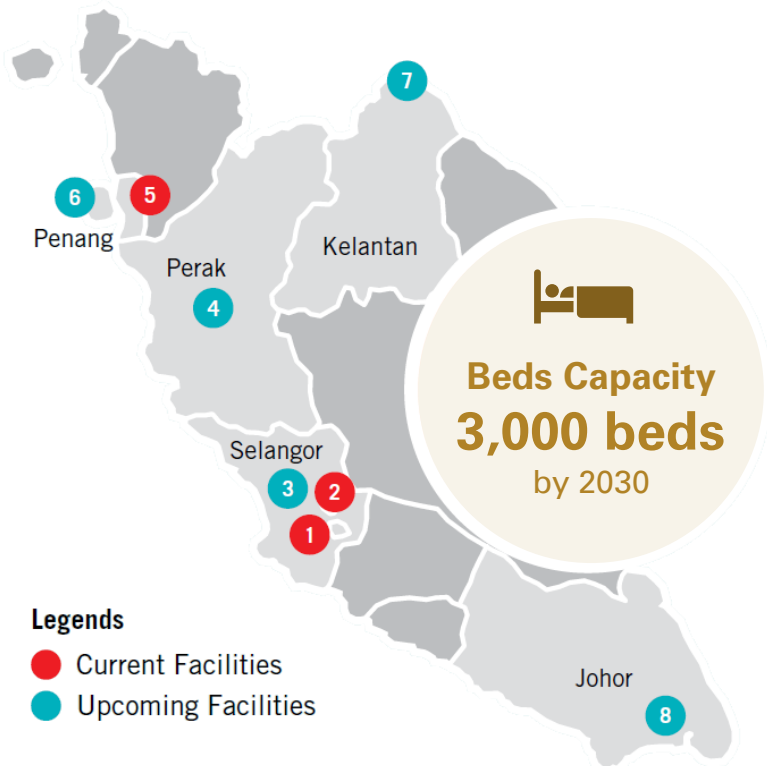 7
6
5
Penang
Kelantan
Perak
4
Beds Capacity
3,000 beds
by 2030
Selangor
3
2
1
Legends
Current Facilities
Upcoming Facilities
Johor
8